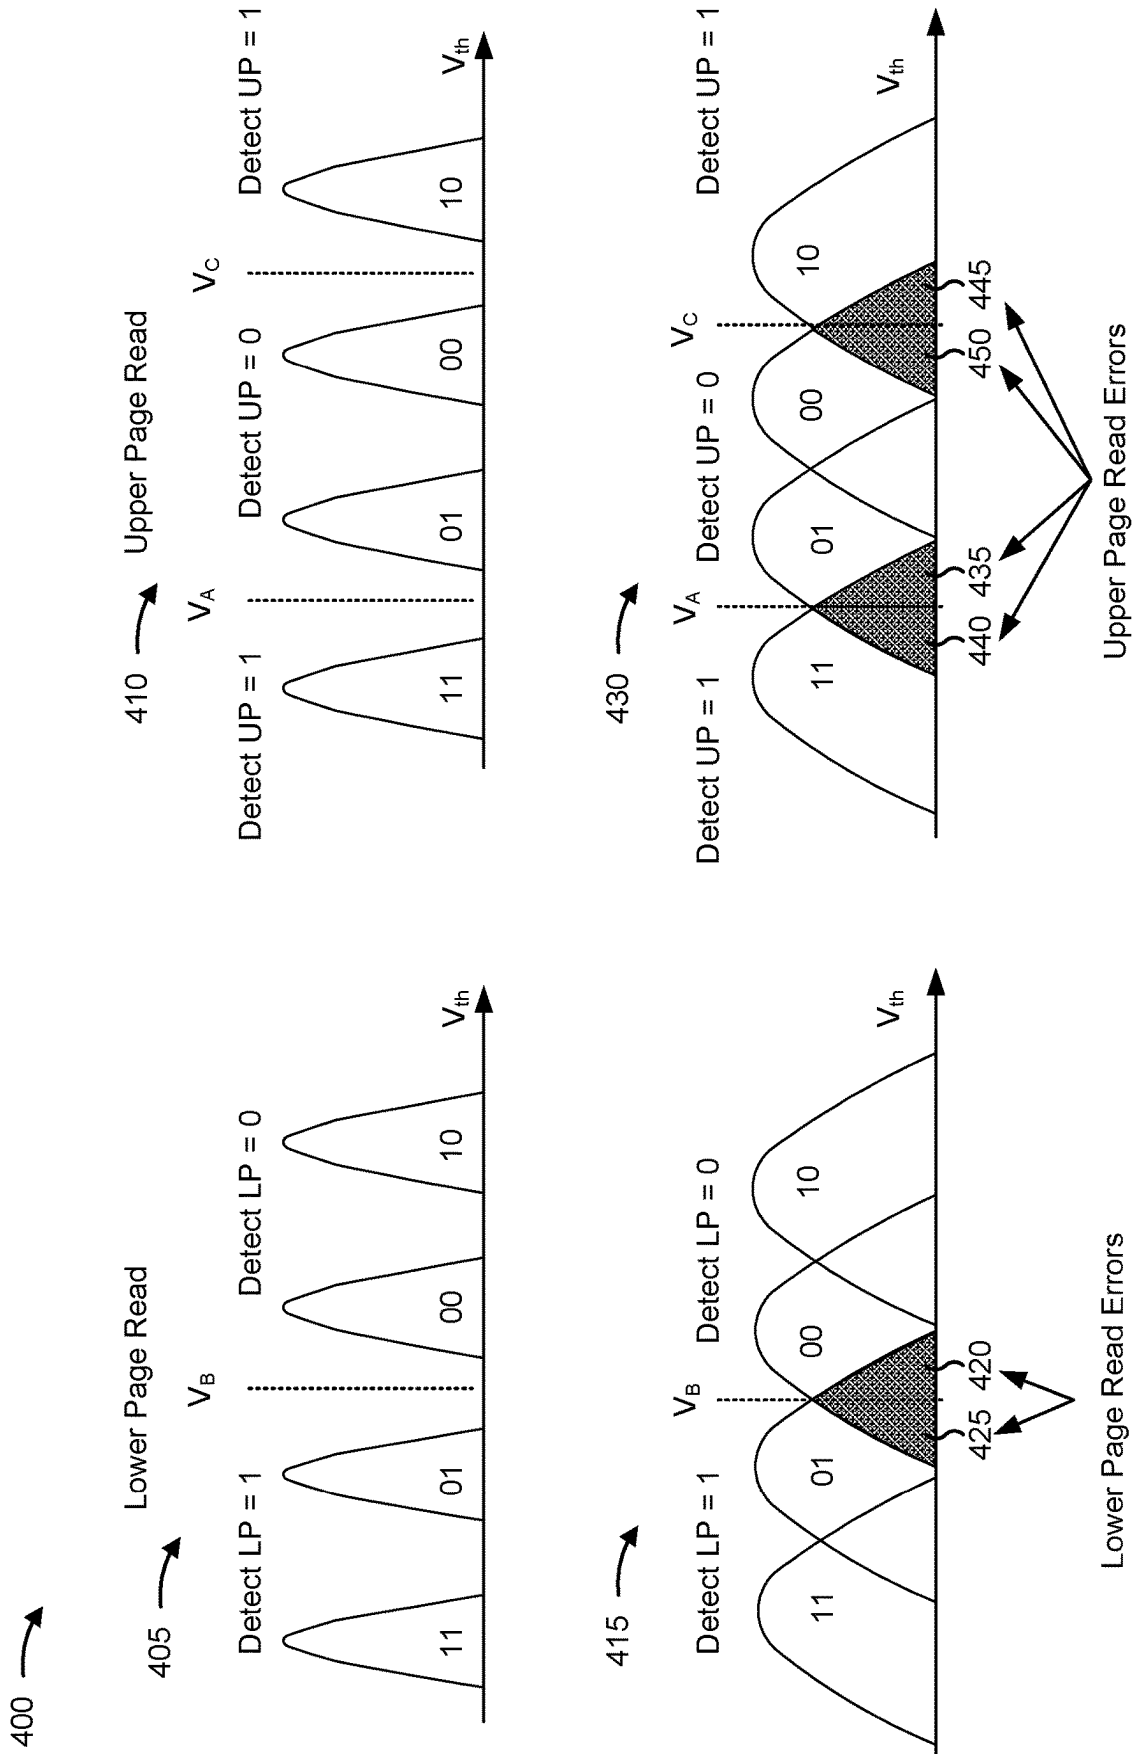 400
405
Lower Page Read
V_B
Detect LP = 1
Detect LP = 0
11
01
00
10
V_th
410
Upper Page Read
V_A
V_C
Detect UP = 1
Detect UP = 0
Detect UP = 1
11
01
00
10
V_th
415
V_B
Detect LP = 1
Detect LP = 0
11
01
00
10
V_th
425
420
Lower Page Read Errors
430
V_A
V_C
Detect UP = 1
Detect UP = 0
Detect UP = 1
11
01
00
10
V_th
440
435
450
445
Upper Page Read Errors